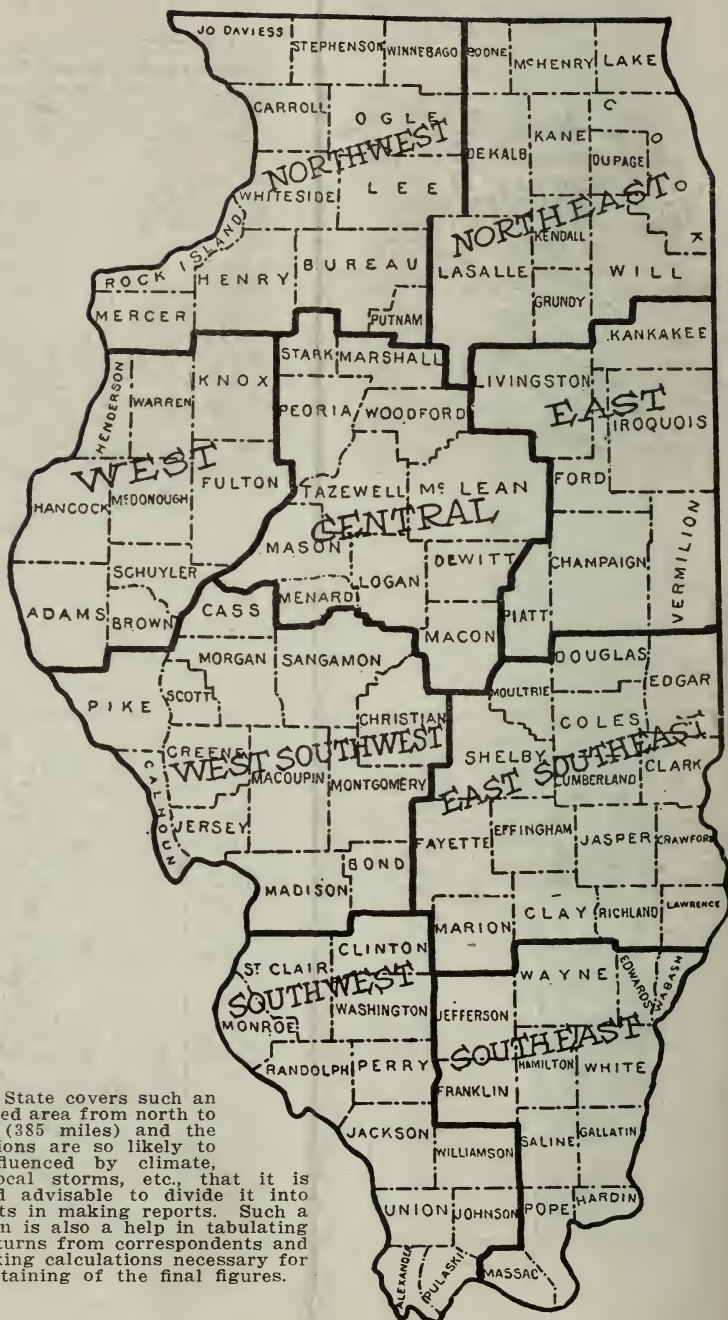 JO DAVIESS
STEPHENSON
WINNEBAGO
BOONE
McHENRY
LAKE
CARROLL
OGLE
DEKALB
KANE
COOK
DUPAGE
NORTHWEST
WHITESIDE
LEE
NORTHEAST
KENDALL
ROCK ISLAND
HENRY
BUREAU
LASALLE
WILL
GRUNDY
MERCER
PUTNAM
KANKAKEE
STARK
MARSHALL
HENDERSON
WARREN
KNOX
LIVINGSTON
EAST
IROQUOIS
PEORIA
WOODFORD
WEST
FULTON
TAZEWELL
McLEAN
FORD
HANCOCK
McDONOUGH
CENTRAL
MASON
DEWITT
CHAMPAIGN
VERMILION
SCHUYLER
LOGAN
MENARD
ADAMS
BROWN
CASS
MACON
PIATT
MORGAN
SANGAMON
DOUGLAS
EDGAR
PIKE
SCOTT
MOULTRIE
CHRISTIAN
COLES
GREENE
WEST SOUTHWEST
SHELBY
EAST SOUTHEAST
CALHOUN
MACOUPIN
MONTGOMERY
CUMBERLAND
CLARK
JERSEY
FAYETTE
EFFINGHAM
JASPER
CRAWFORD
BOND
MADISON
CLAY
RICHLAND
LAWRENCE
MARION
CLINTON
ST CLAIR
WAYNE
EDWARDS
WABASH
SOUTHWEST
WASHINGTON
JEFFERSON
MONROE
SOUTHEAST
RANDOLPH
PERRY
HAMILTON
WHITE
FRANKLIN
JACKSON
WILLIAMSON
SALINE
GALLATIN
UNION
JOHNSON
POPE
HARDIN
ALEXANDER
PULASKI
MASSAC
State covers such an
ed area from north to
(385 miles) and the
ions are so likely to
fluenced by climate,
ocal storms, etc., that it is
d advisable to divide it into
ts in making reports. Such a
n is also a help in tabulating
turns from correspondents and
king calculations necessary for
taining of the final figures.